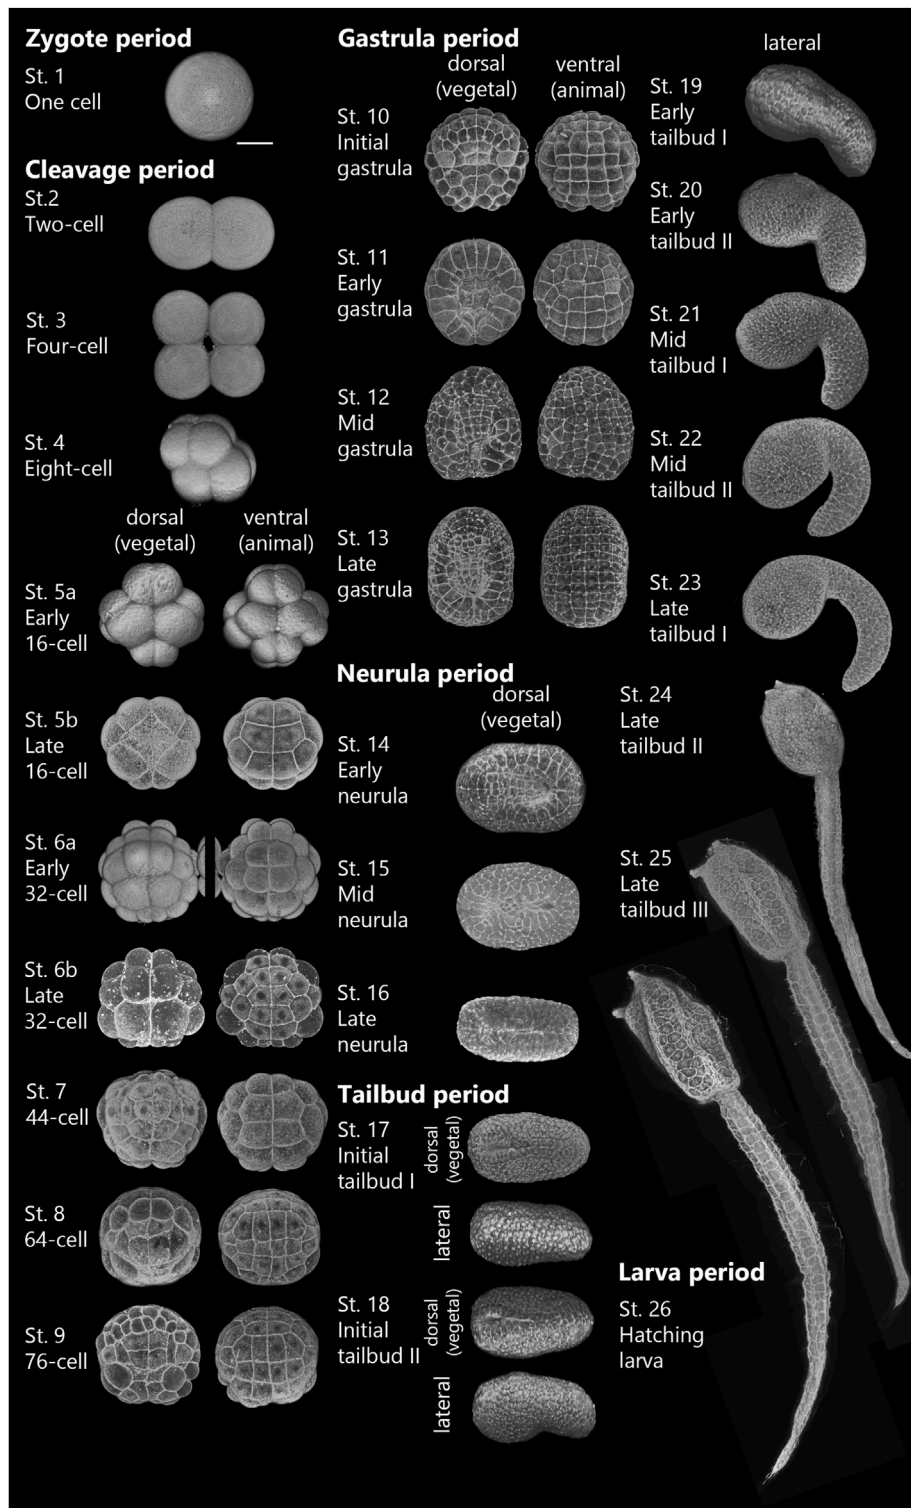 Zygote period
St. 1
One cell
Cleavage period
St.2
Two-cell
St. 3
Four-cell
St. 4
Eight-cell
dorsal
(vegetal)
ventral
(animal)
St. 5a
Early
16-cell
St. 5b
Late
16-cell
St. 6a
Early
32-cell
St. 6b
Late
32-cell
St. 7
44-cell
St. 8
64-cell
St. 9
76-cell
Gastrula period
dorsal
(vegetal)
ventral
(animal)
St. 10
Initial
gastrula
St. 11
Early
gastrula
St. 12
Mid
gastrula
St. 13
Late
gastrula
Neurula period
dorsal
(vegetal)
St. 14
Early
neurula
St. 15
Mid
neurula
St. 16
Late
neurula
Tailbud period
St. 17
Initial
tailbud I
dorsal
(vegetal)
lateral
St. 18
Initial
tailbud II
dorsal
(vegetal)
lateral
lateral
St. 19
Early
tailbud I
St. 20
Early
tailbud II
St. 21
Mid
tailbud I
St. 22
Mid
tailbud II
St. 23
Late
tailbud I
St. 24
Late
tailbud II
St. 25
Late
tailbud III
Larva period
St. 26
Hatching
larva